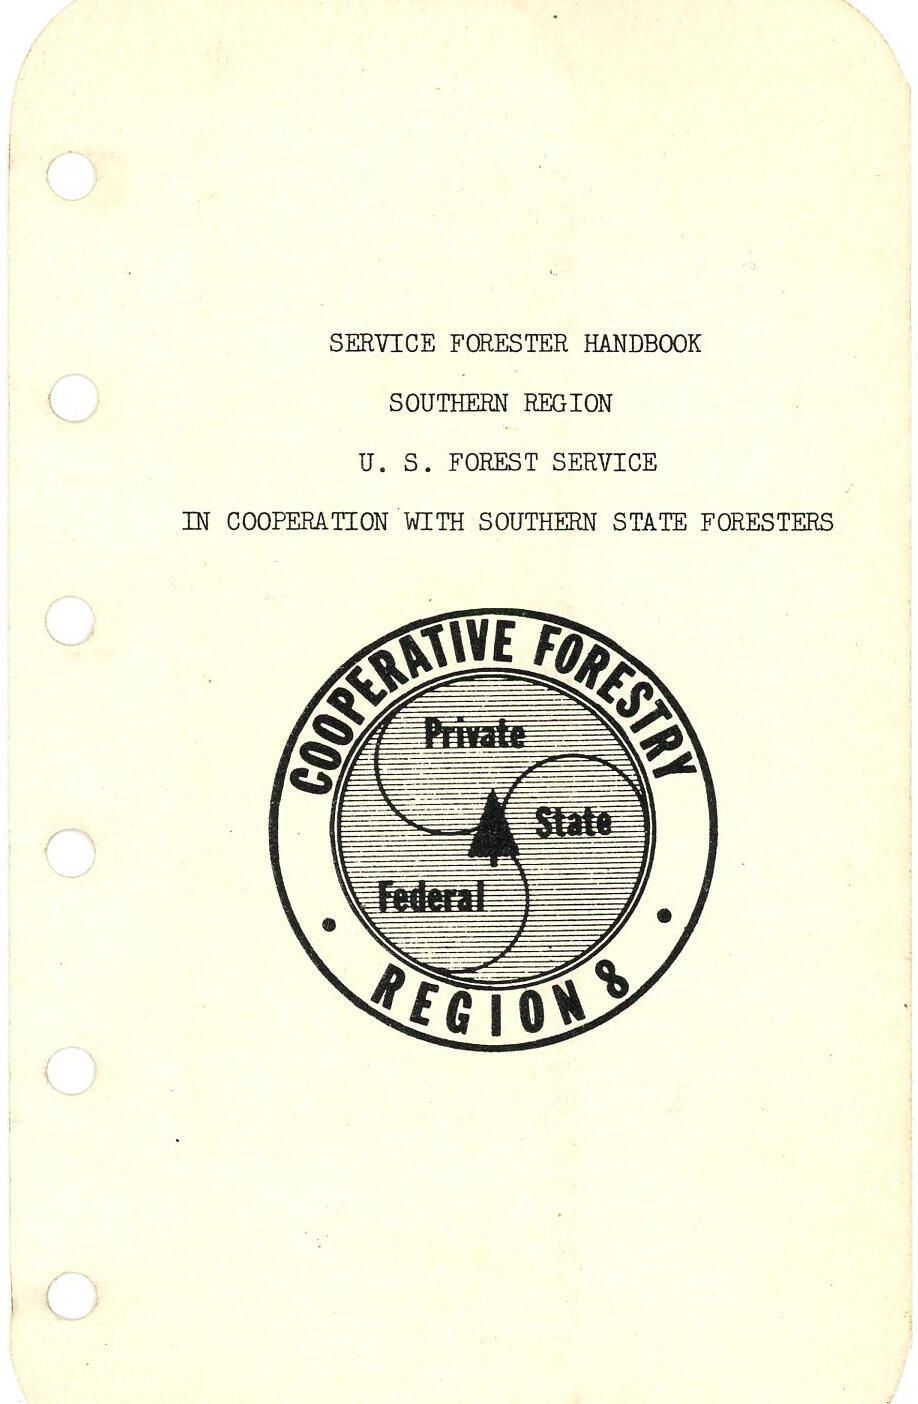 SERVICE FORESTER HANDBOOK
SOUTHERN REGION
U. S. FOREST SERVICE
IN COOPERATION WITH SOUTHERN STATE FORESTERS
COOPERATIVE FORESTRY
Private
State
Federal
REGION 8